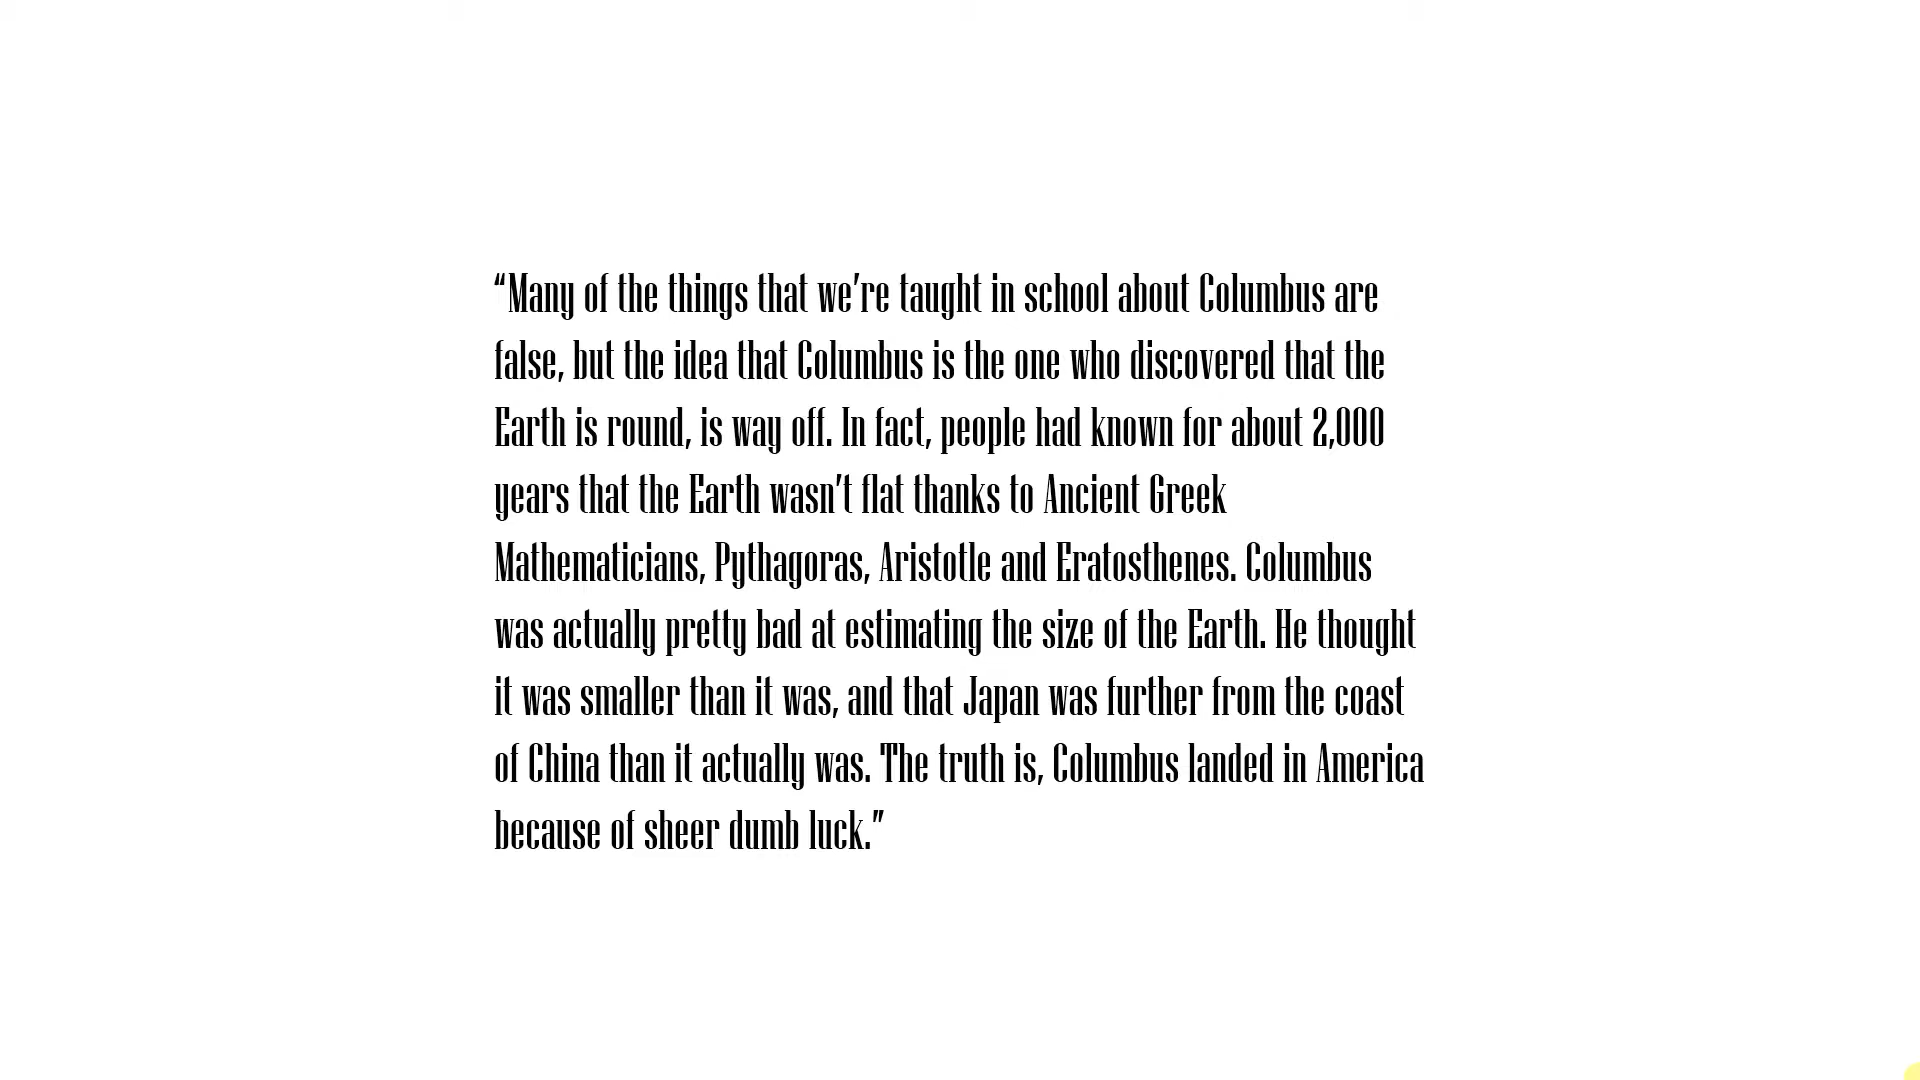 “Many of the things that we’re taught in school about Columbus are
false, but the idea that Columbus is the one who discovered that the
Earth is round, is way off. In fact, people had known for about 2,000
years that the Earth wasn’t flat thanks to Ancient Greek
Mathematicians, Pythagoras, Aristotle and Eratosthenes. Columbus
was actually pretty bad at estimating the size of the Earth. He thought
it was smaller than it was, and that Japan was further from the coast
of China than it actually was. The truth is, Columbus landed in America
because of sheer dumb luck.”